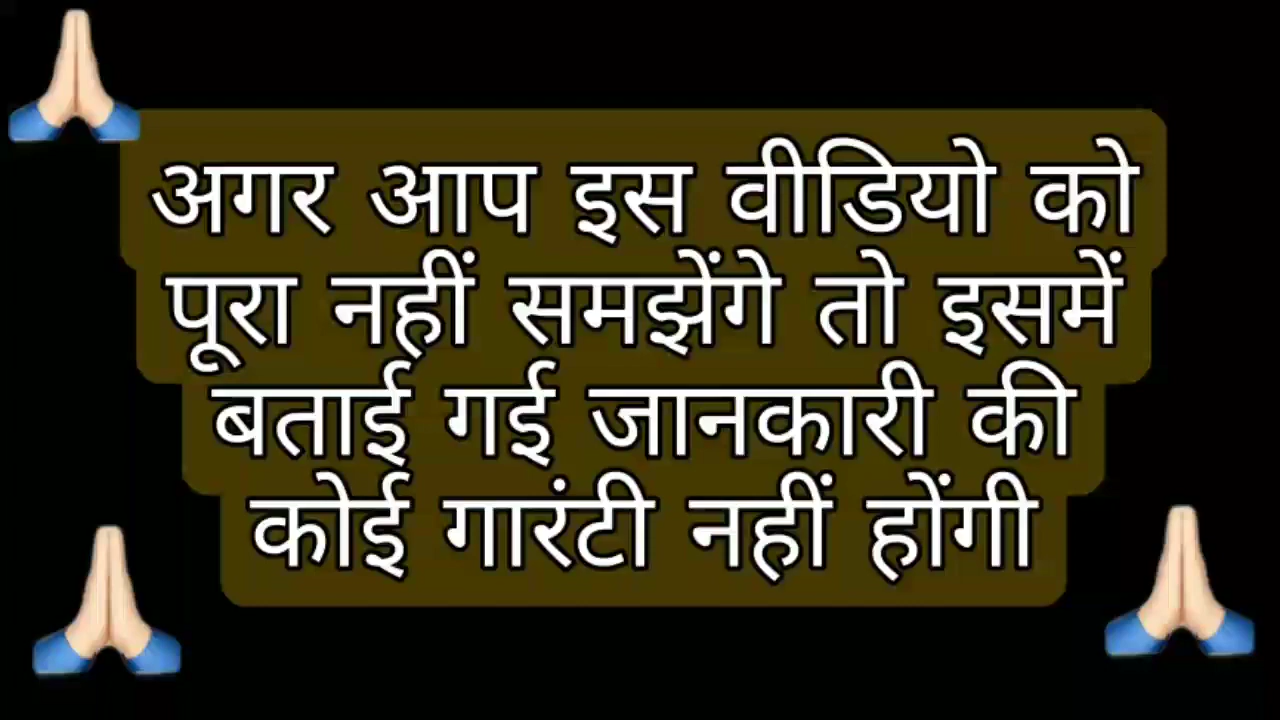 अगर आप इस वीडियो को
पूरा नहीं समझेंगे तो इसमें
बताई गई जानकारी की
कोई गारंटी नहीं होंगी